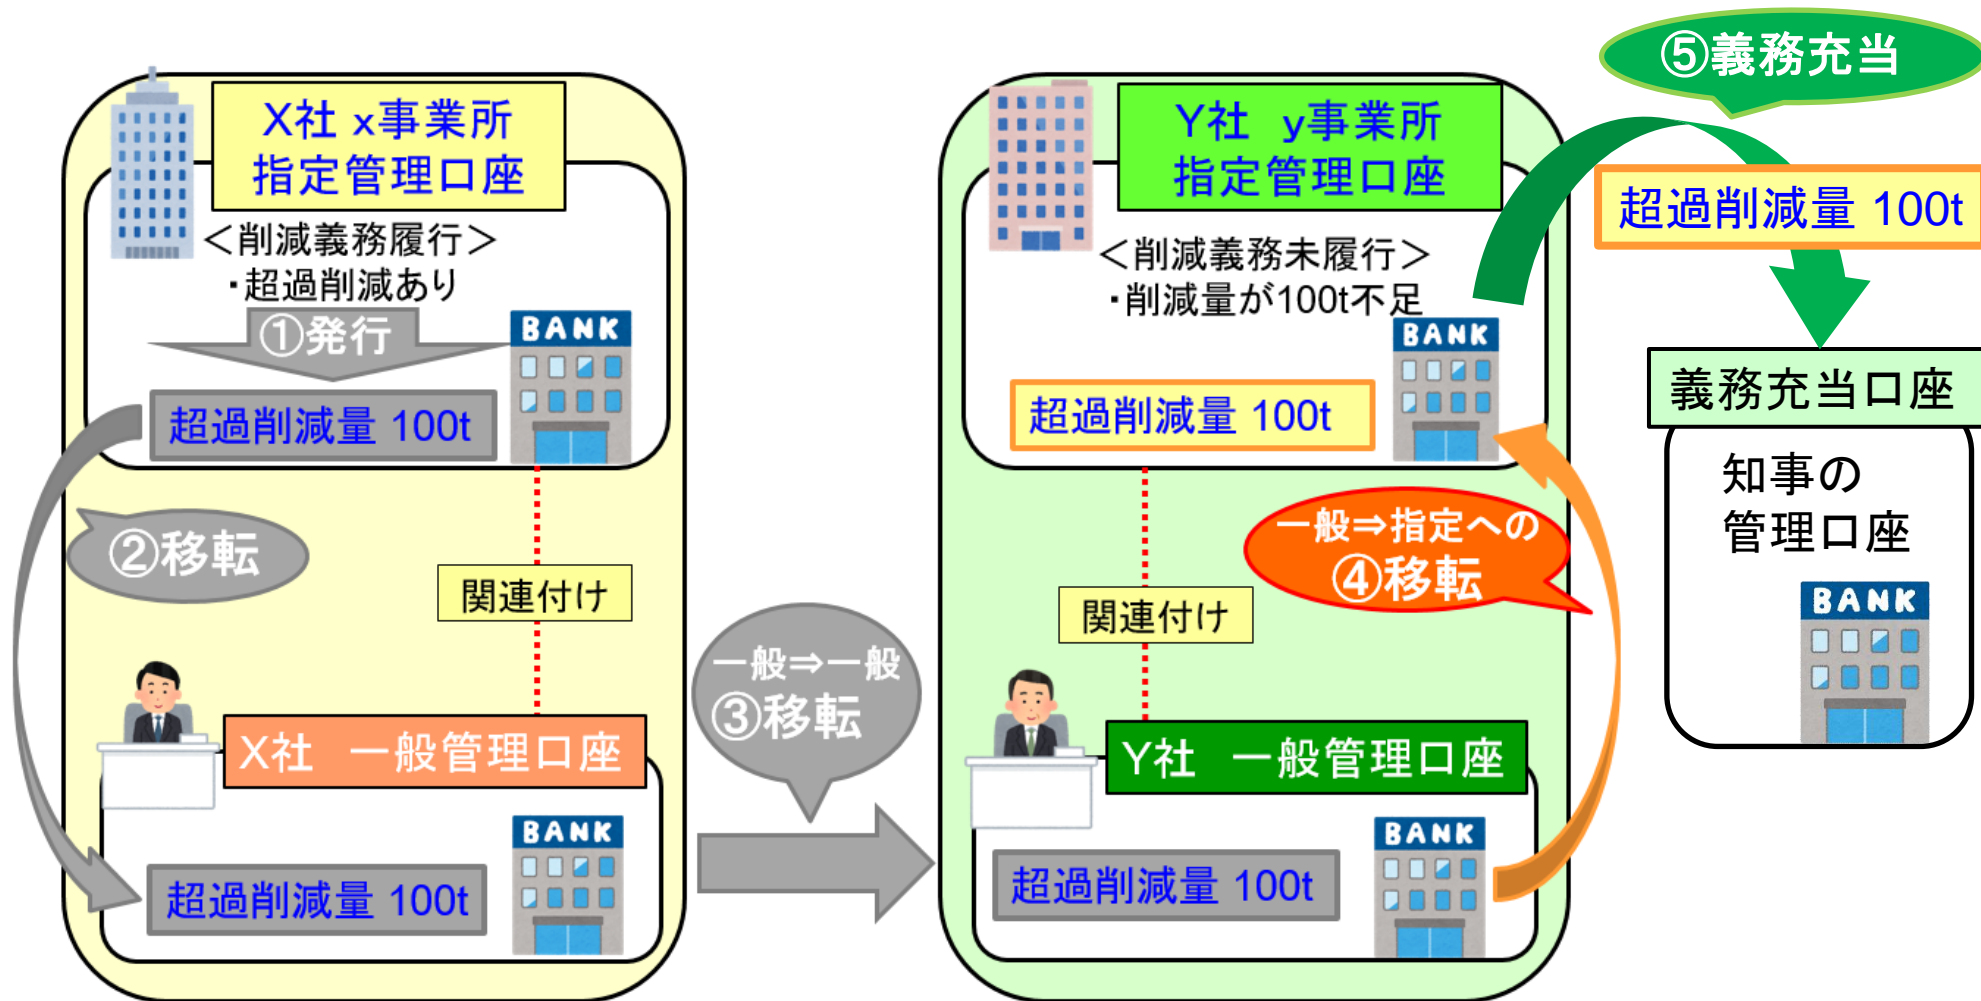 X社 x事業所
指定管理口座
＜削減義務履行＞
・超過削減あり
①発行
BANK
超過削減量 100t
②移転
関連付け
X社　一般管理口座
BANK
超過削減量 100t
一般⇒一般
③移転
Y社　y事業所
指定管理口座
＜削減義務未履行＞
・削減量が100t不足
BANK
超過削減量 100t
一般⇒指定への
④移転
関連付け
Y社　一般管理口座
BANK
超過削減量 100t
⑤義務充当
超過削減量 100t
義務充当口座
知事の
管理口座
BANK